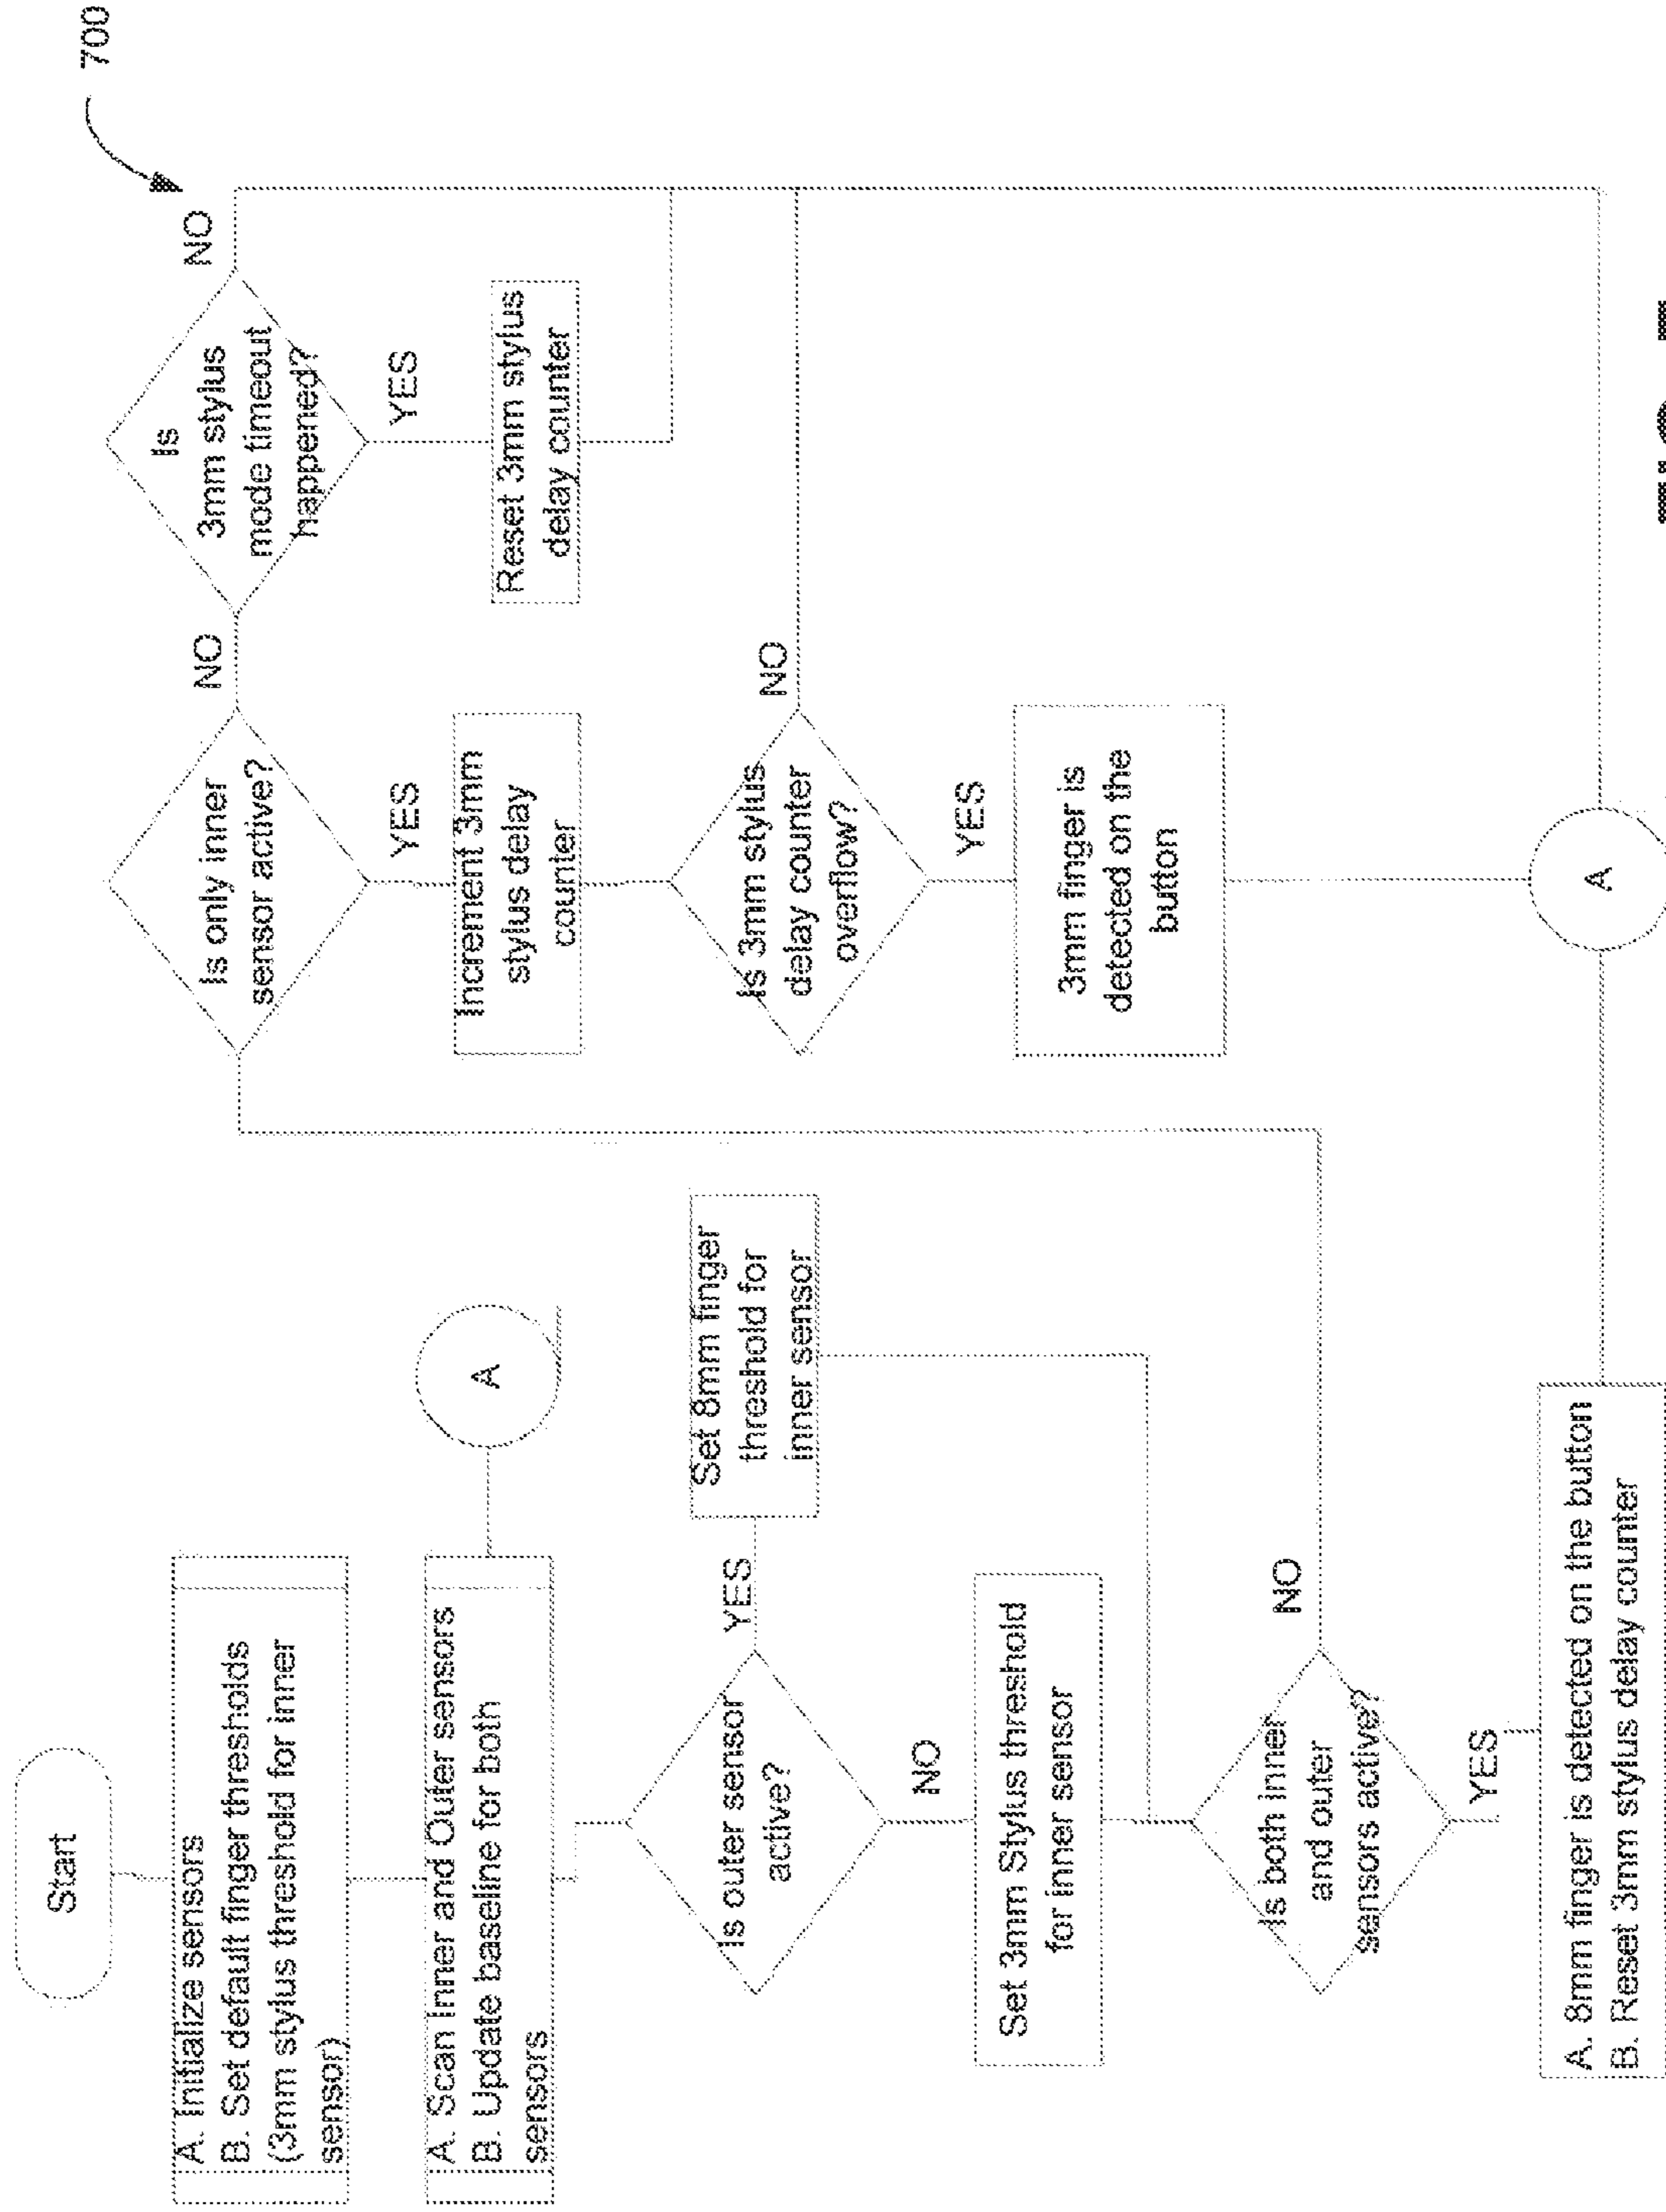 700
Start
A. Initialize sensors
B. Set default finger thresholds
(3mm stylus threshold for inner
sensor)
A. Scan Inner and Outer sensors
B. Update baseline for both
sensors
A
Is outer sensor
active?
YES
Set 8mm finger
threshold for
inner sensor
NO
Set 3mm Stylus threshold
for inner sensor
Is both inner
and outer
sensors active?
NO
YES
A. 8mm finger is detected on the button
B. Reset 3mm stylus delay counter
Is only inner
sensor active?
NO
YES
Increment 3mm
stylus delay
counter
Is 3mm stylus
delay counter
overflow?
NO
YES
3mm finger is
detected on the
button
Is
3mm stylus
mode timeout
happened?
NO
YES
Reset 3mm stylus
delay counter
A